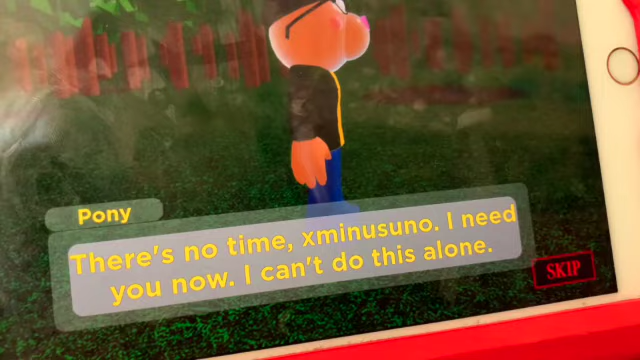 Pony
There's no time, xminusuno. I need
you now. I can't do this alone.
SKIP